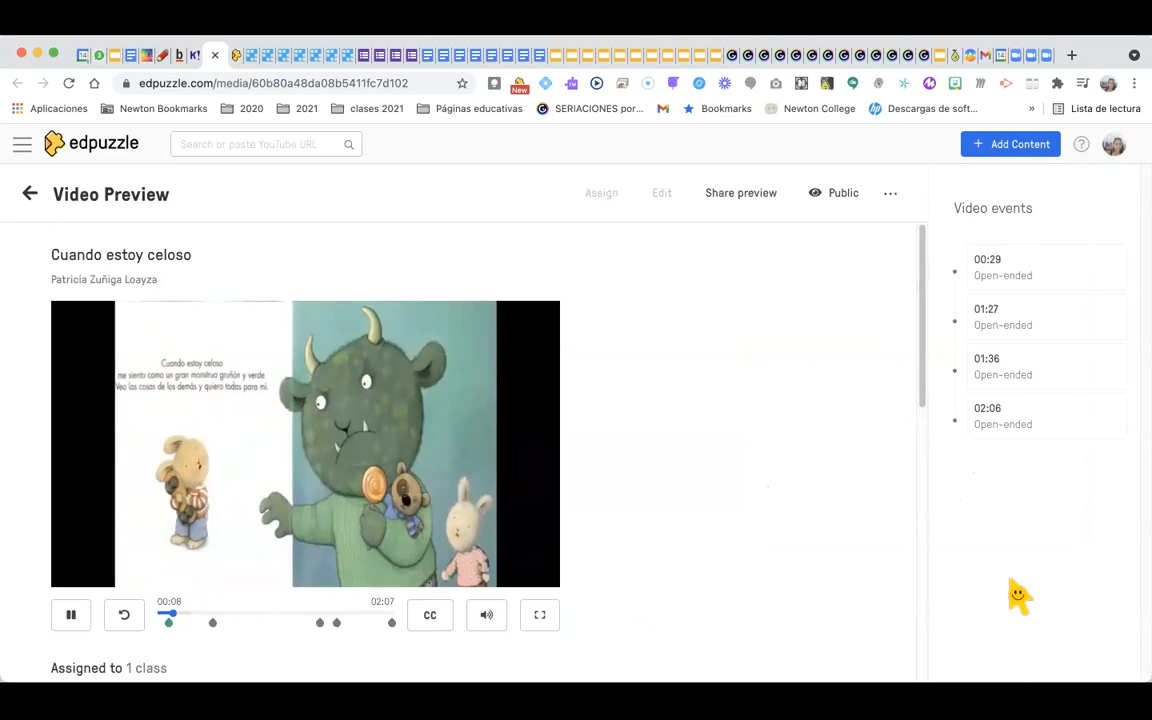 edpuzzle.com/media/60b80a48da08b5411fc7d102
New
Aplicaciones
Newton Bookmarks
2020
2021
clases 2021
Páginas educativas
SERIACIONES por...
Bookmarks
Newton College
Descargas de soft...
»
Lista de lectura
edpuzzle
Search or paste YouTube URL
+ Add Content
?
Video Preview
Assign
Edit
Share preview
Public
...
Video events
Cuando estoy celoso
Patricia Zuñiga Loayza
Cuando estoy celoso
me siento como un gran monstruo gruñón y verde.
Veo las cosas de los demás y quiero todas para mí.
00:29
Open-ended
01:27
Open-ended
01:36
Open-ended
02:06
Open-ended
00:08
02:07
CC
Assigned to 1 class